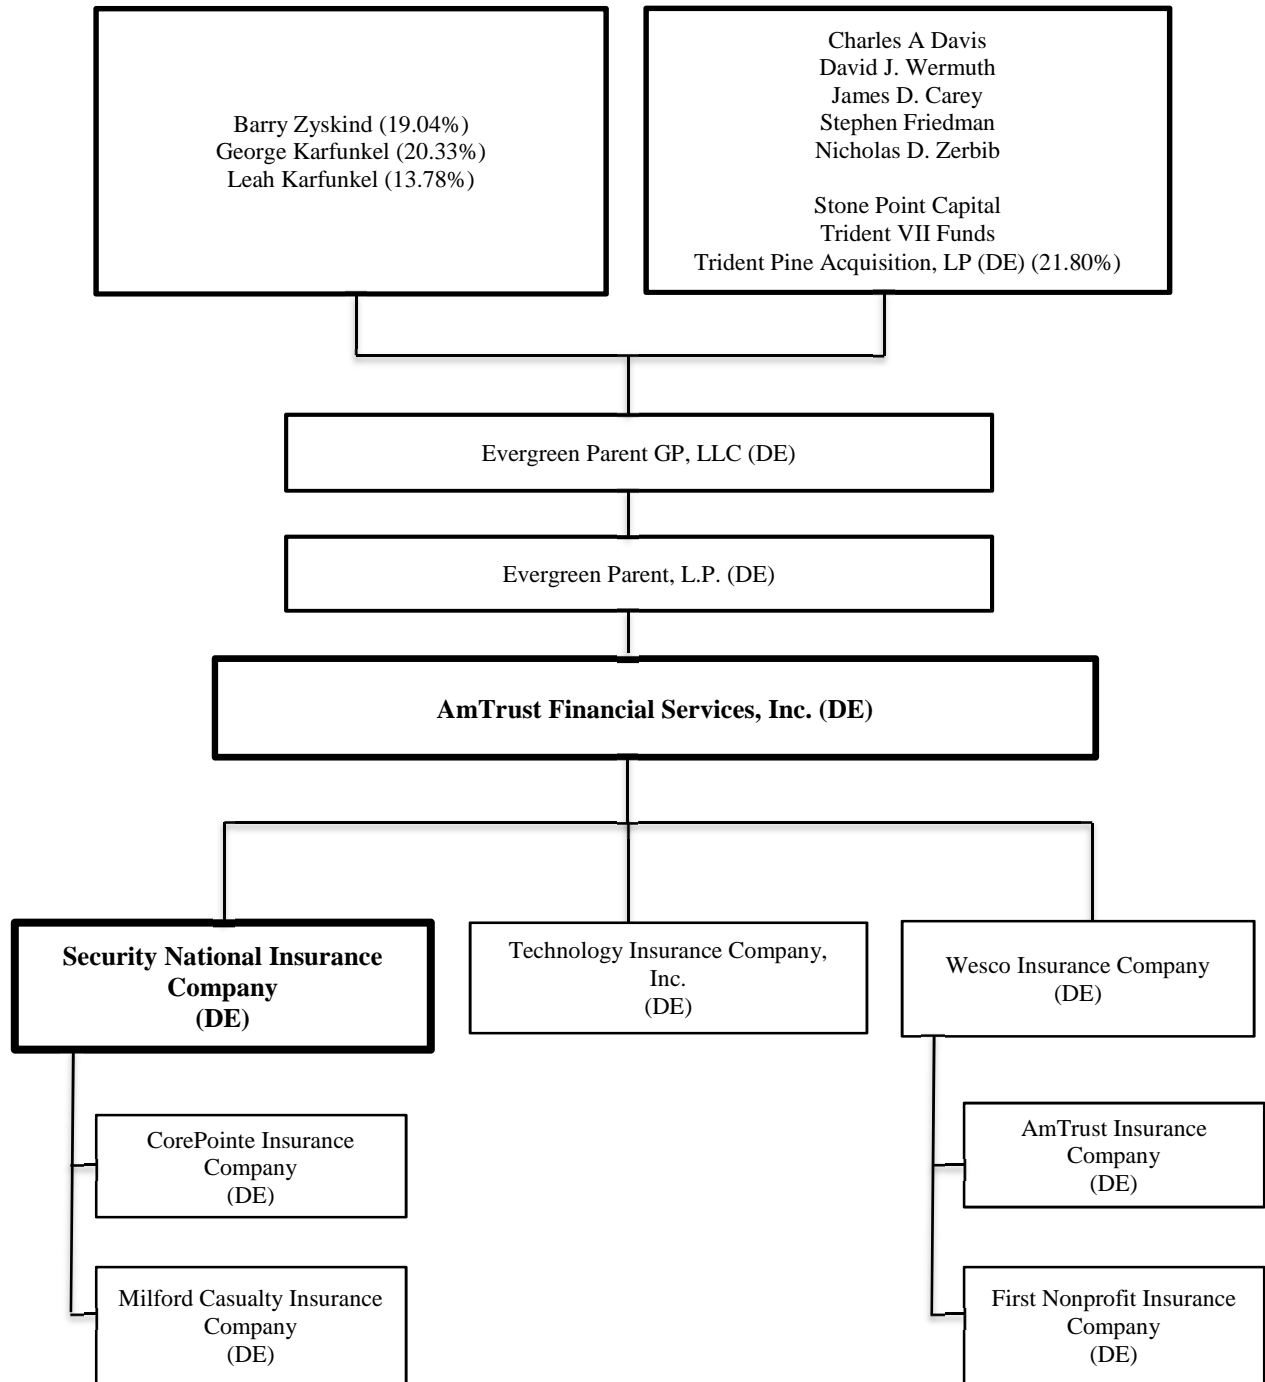 Barry Zyskind (19.04%)
George Karfunkel (20.33%)
Leah Karfunkel (13.78%)
Charles A Davis
David J. Wermuth
James D. Carey
Stephen Friedman
Nicholas D. Zerbib
Stone Point Capital
Trident VII Funds
Trident Pine Acquisition, LP (DE) (21.80%)
Evergreen Parent GP, LLC (DE)
Evergreen Parent, L.P. (DE)
AmTrust Financial Services, Inc. (DE)
Security National Insurance
Company
(DE)
Technology Insurance Company,
Inc.
(DE)
Wesco Insurance Company
(DE)
CorePointe Insurance
Company
(DE)
AmTrust Insurance
Company
(DE)
Milford Casualty Insurance
Company
(DE)
First Nonprofit Insurance
Company
(DE)